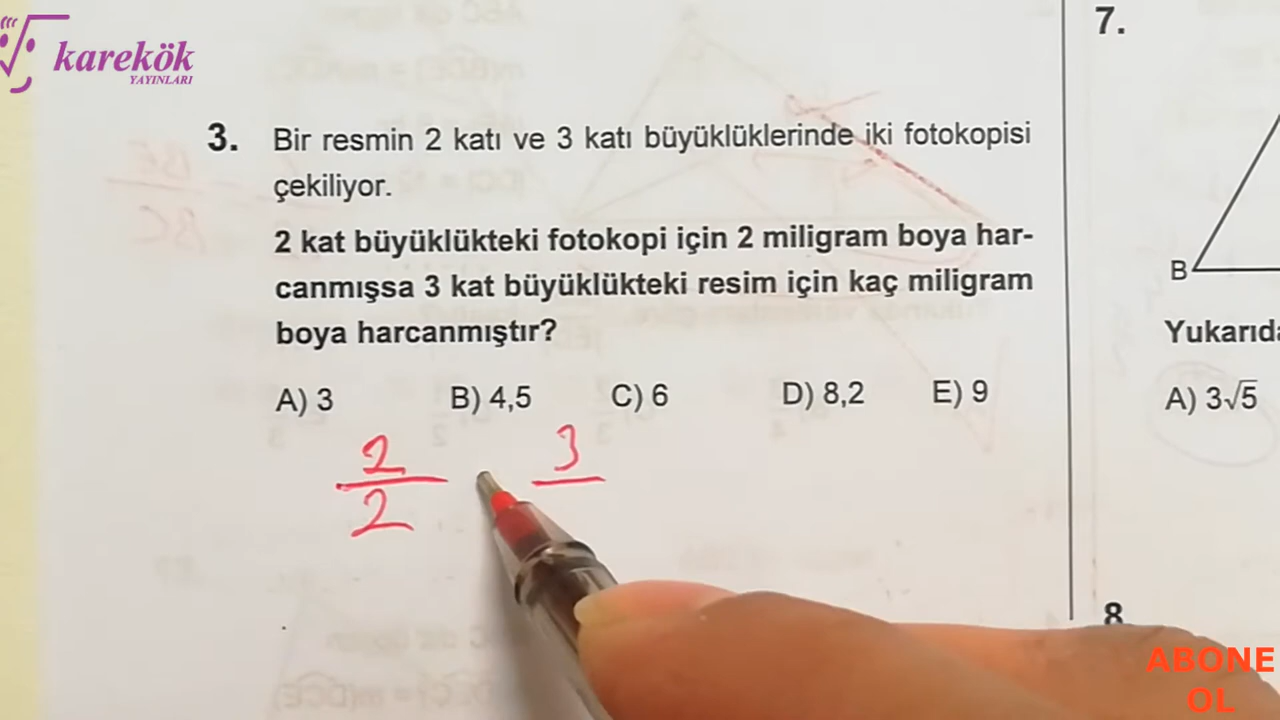 karekök
YAYINLARI
7.
3. Bir resmin 2 katı ve 3 katı büyüklüklerinde iki fotokopisi
çekiliyor.
2 kat büyüklükteki fotokopi için 2 miligram boya har-
canmışsa 3 kat büyüklükteki resim için kaç miligram
boya harcanmıştır?
A) 3 B) 4,5 C) 6 D) 8,2 E) 9
2
2
3
B
Yukarıda
A) 3√5
8
ABONE
OL